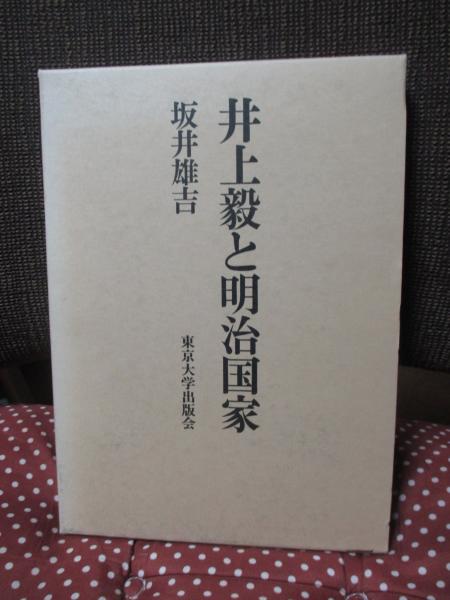 井上毅と明治国家
坂井雄吉
東京大学出版会